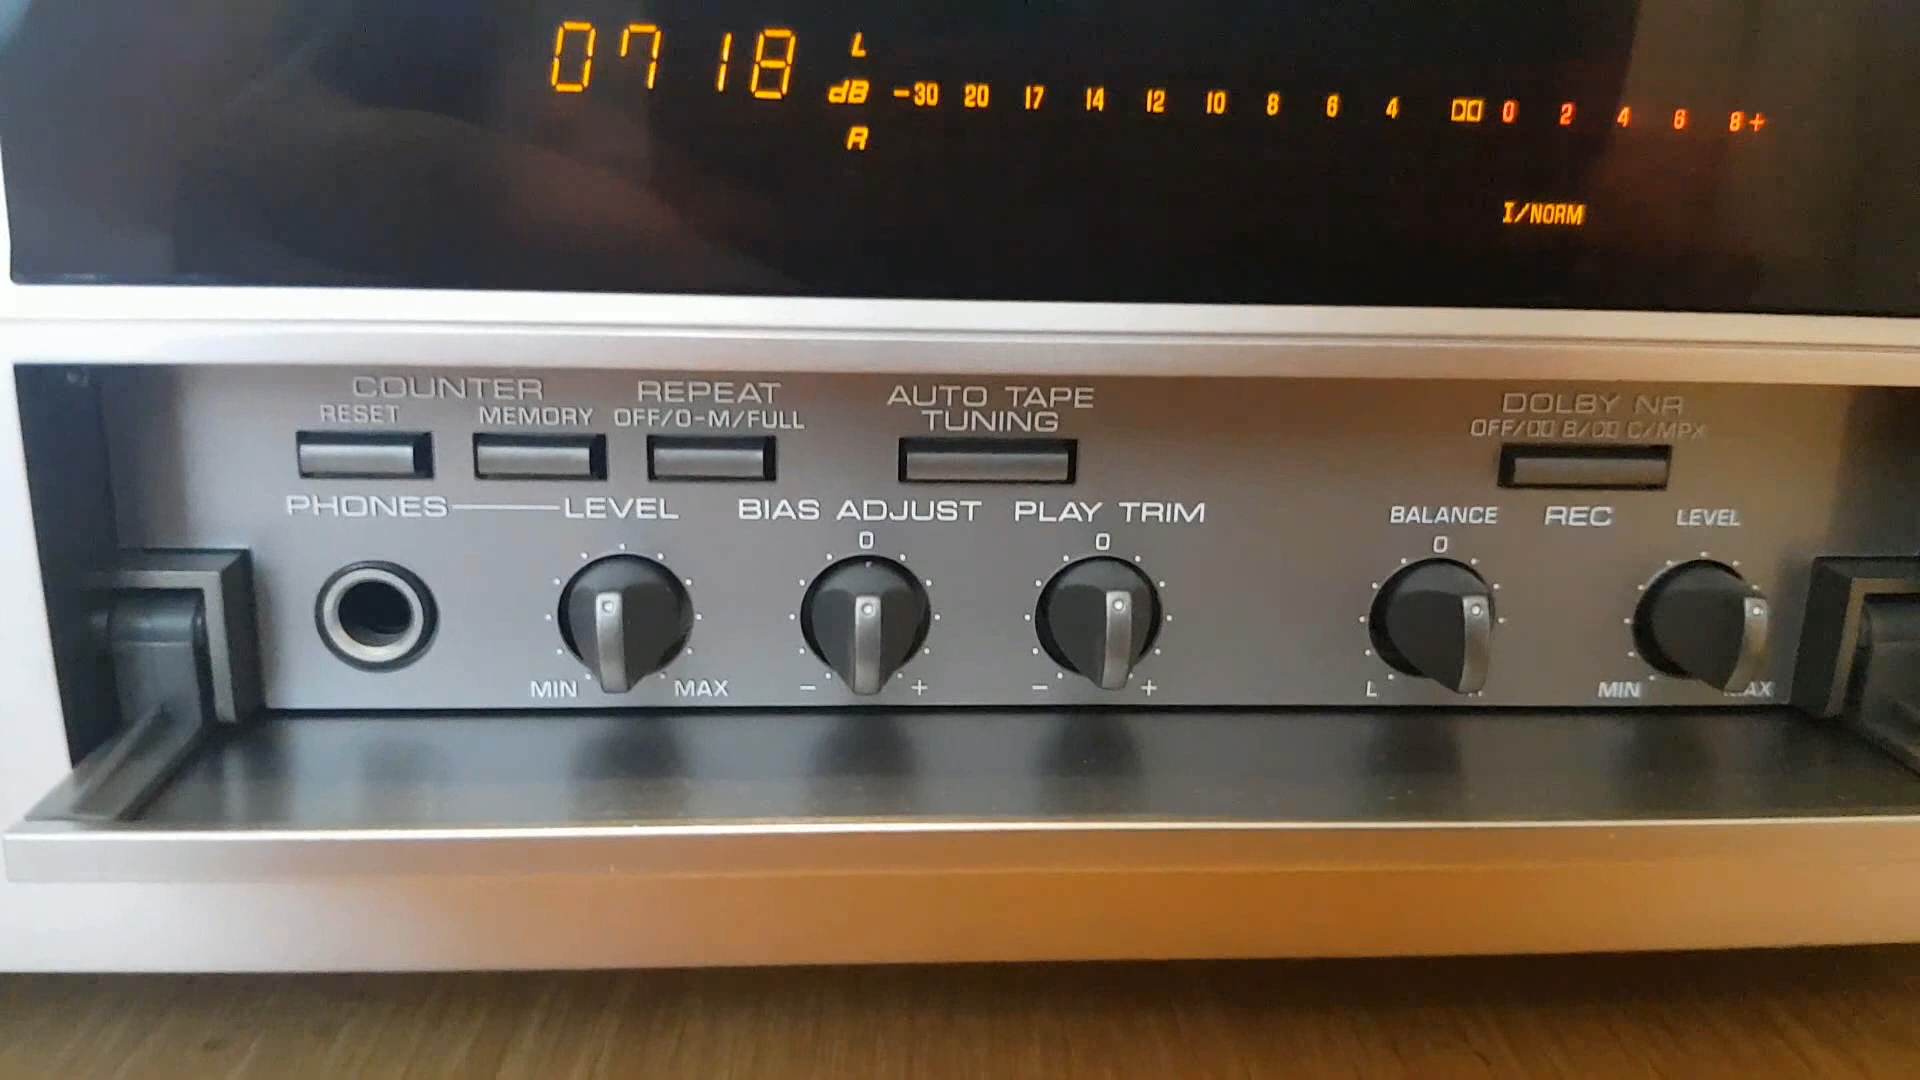 0718
L
dB -30 20 17 14 12 10 8 6 4 0 2 4 6 8+
R
I/NORM
COUNTER REPEAT AUTO TAPE TUNING DOLBY NR
RESET MEMORY OFF/0-M/FULL OFF/ B/ C/MPX
PHONES LEVEL BIAS ADJUST PLAY TRIM BALANCE REC LEVEL
0 0 0
MIN MAX - + - + L MIN